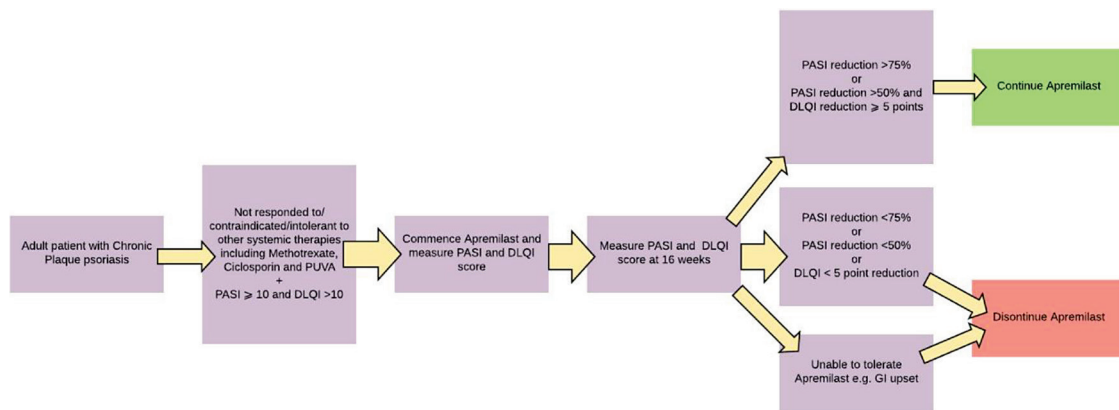 Adult patient with Chronic
Plaque psoriasis
Not responded to/
contraindicated/intolerant to
other systemic therapies
including Methotrexate,
Ciclosporin and PUVA
+
PASI ⩾ 10 and DLQI >10
Commence Apremilast and
measure PASI and DLQI
score
Measure PASI and DLQI
score at 16 weeks
PASI reduction >75%
or
PASI reduction >50% and
DLQI reduction ⩾ 5 points
Continue Apremilast
PASI reduction <75%
or
PASI reduction <50%
or
DLQI < 5 point reduction
Disontinue Apremilast
Unable to tolerate
Apremilast e.g. GI upset